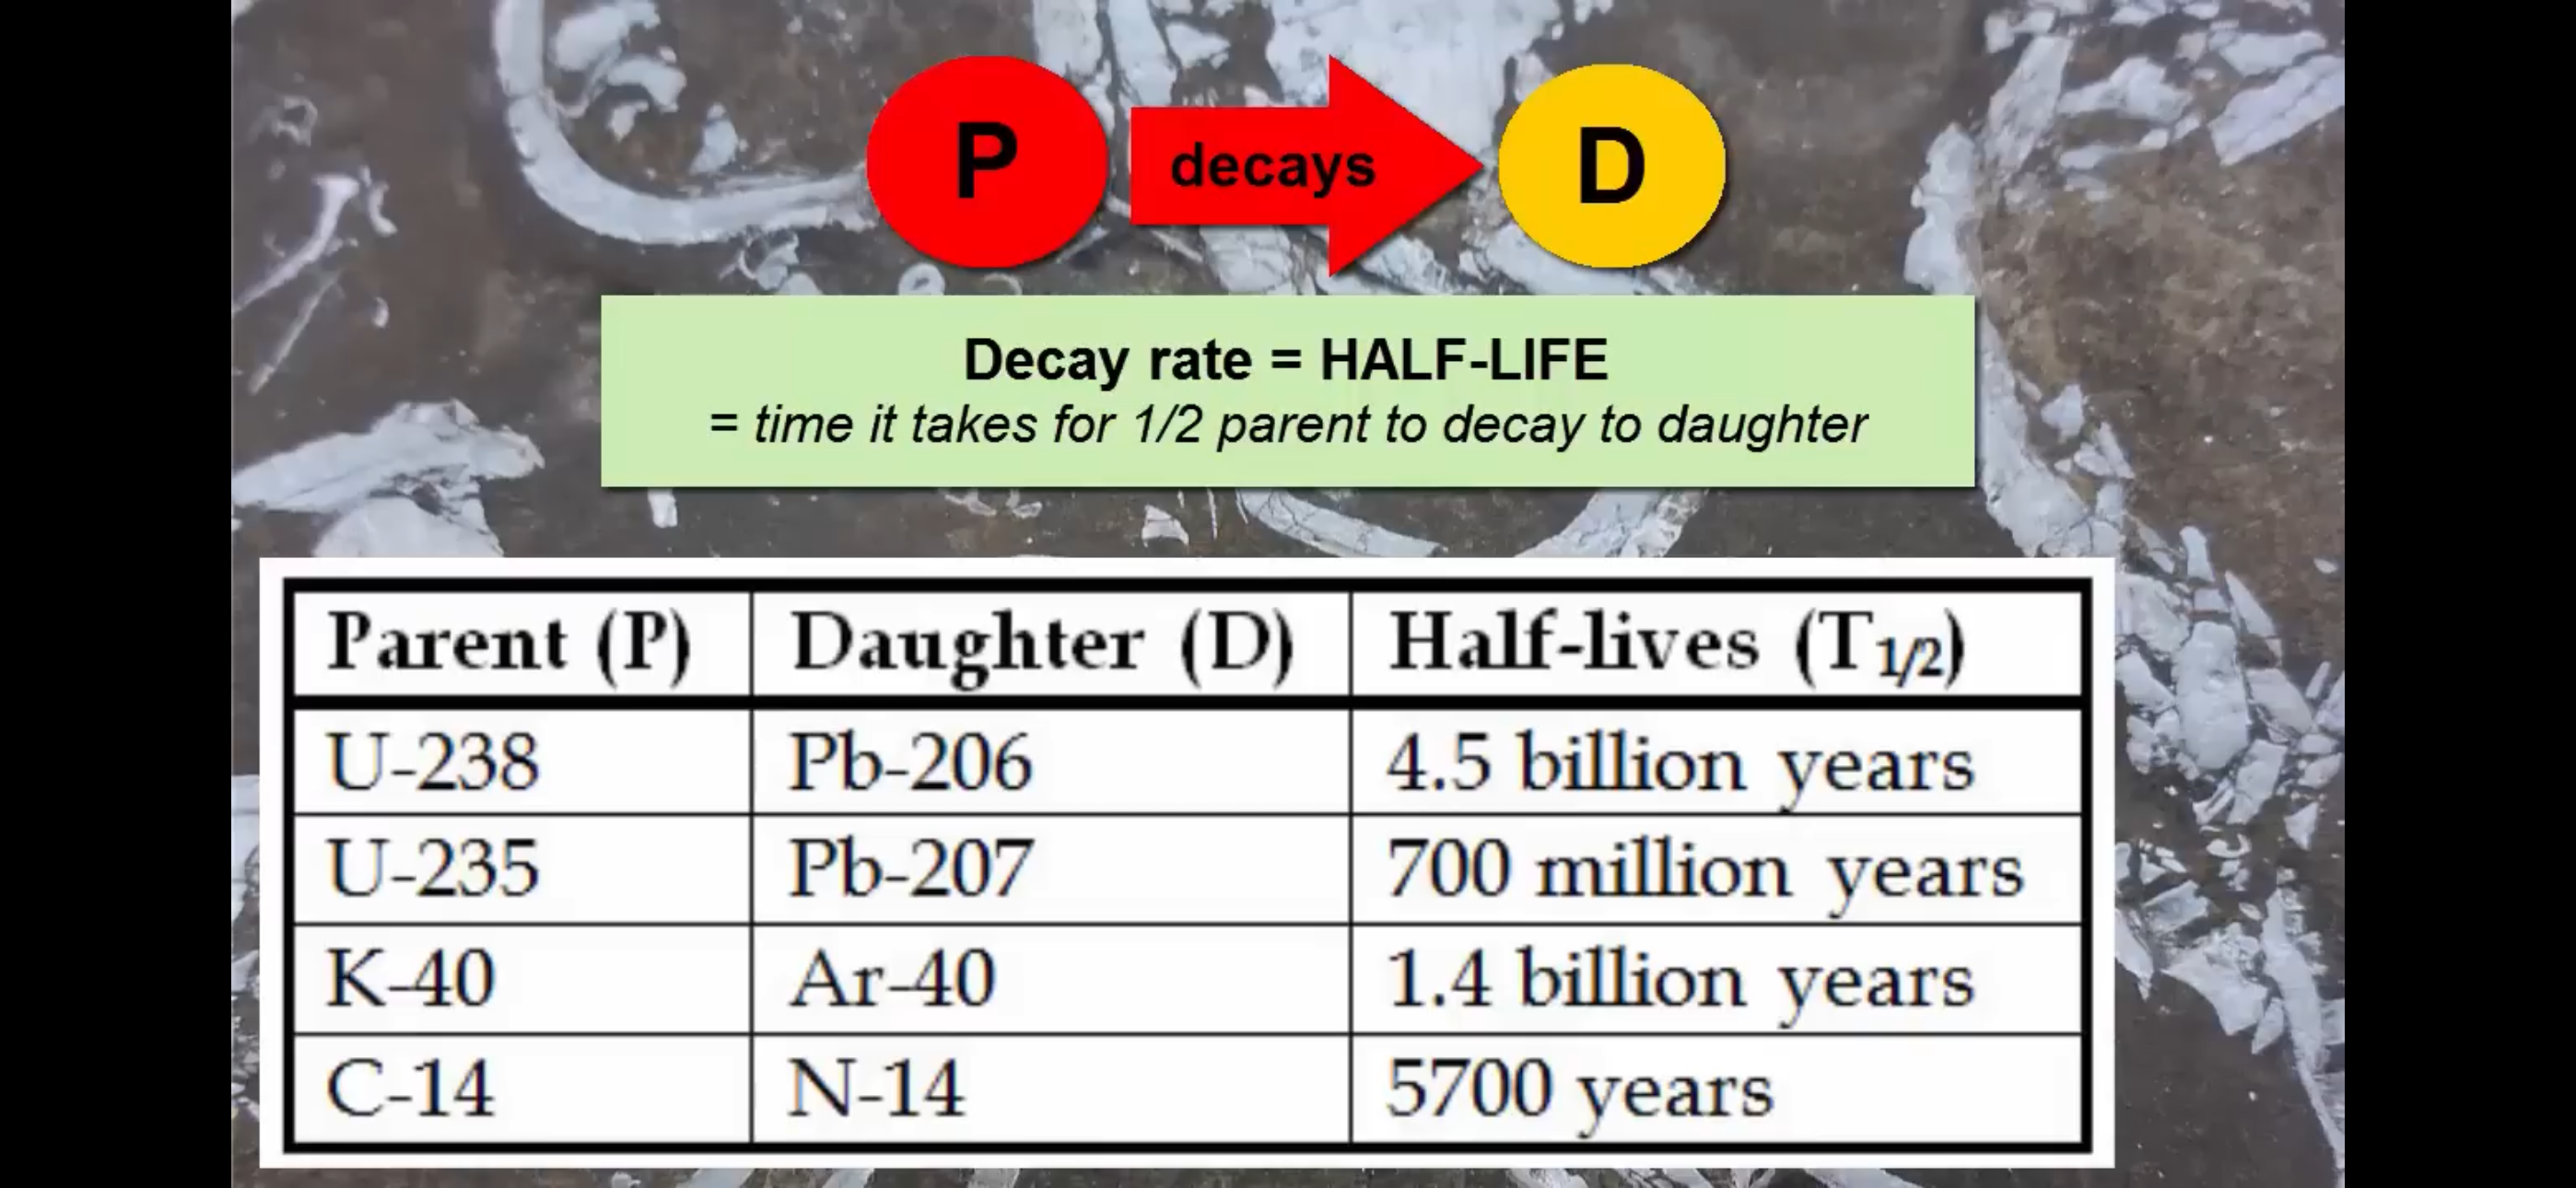 P decays D
Decay rate = HALF-LIFE
= time it takes for 1/2 parent to decay to daughter
Parent (P) Daughter (D) Half-lives (T1/2)
U-238 Pb-206 4.5 billion years
U-235 Pb-207 700 million years
K-40 Ar-40 1.4 billion years
C-14 N-14 5700 years